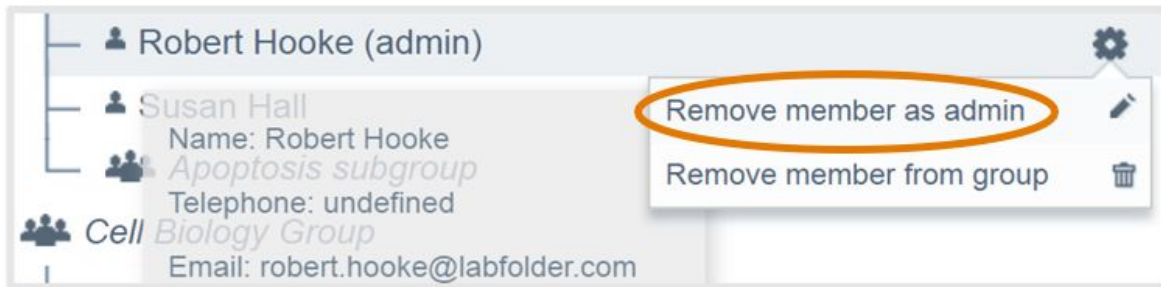 Robert Hooke (admin)
Susan Hall
Remove member as admin
Name: Robert Hooke
Apoptosis subgroup
Remove member from group
Telephone: undefined
Cell Biology Group
Email: robert.hooke@labfolder.com